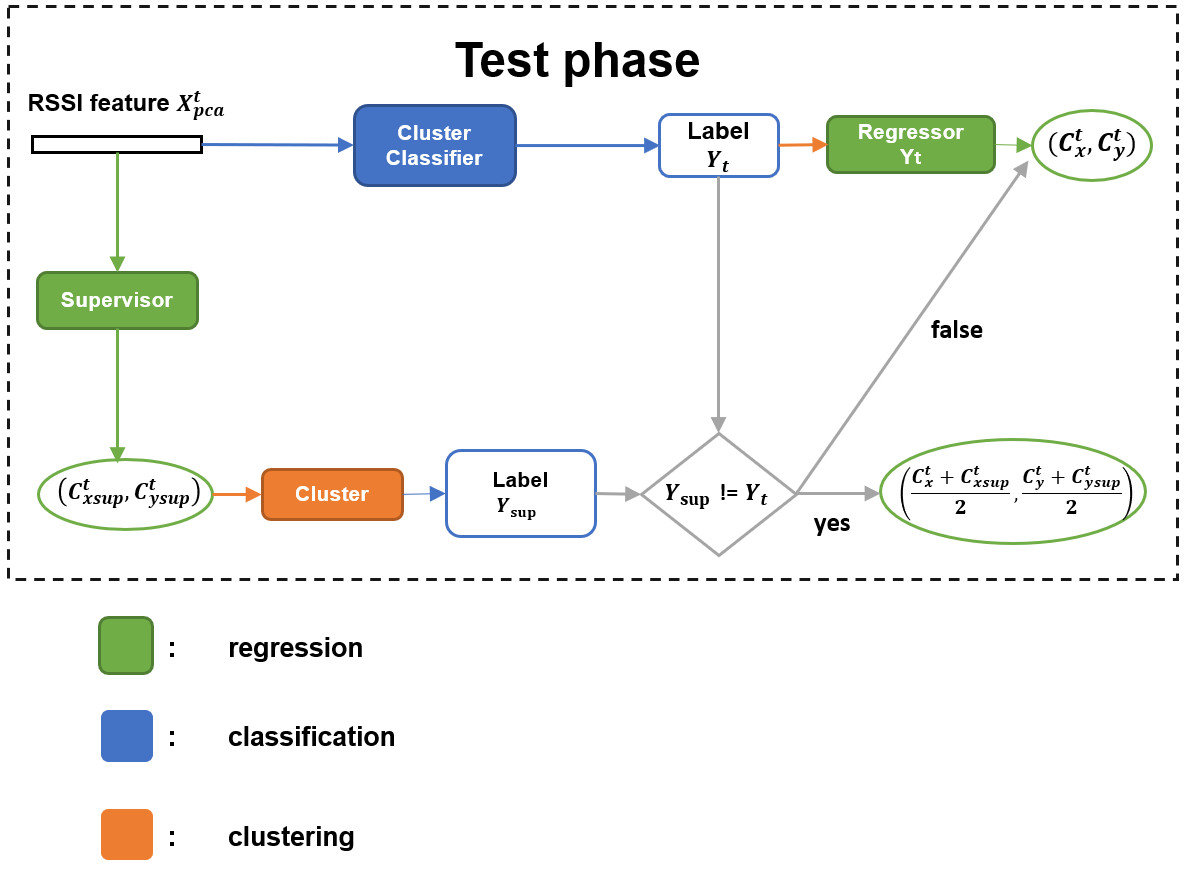 Test phase
RSSI feature $X_{pca}^{t}$
Cluster
Classifier
Label
$Y_t$
Regressor
Yt
$(C_x^t, C_y^t)$
Supervisor
false
$(C_{xsup}^t, C_{ysup}^t)$
Cluster
Label
$Y_{\text{sup}}$
$Y_{\text{sup}}$ != $Y_t$
yes
$\left(\frac{C_x^t + C_{xsup}^t}{2}, \frac{C_y^t + C_{ysup}^t}{2}\right)$
: regression
: classification
: clustering